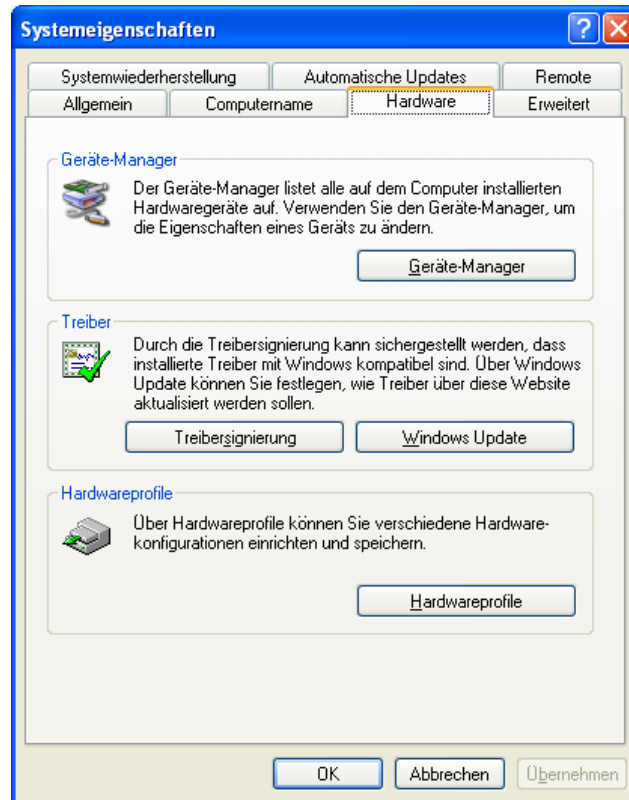 Systemeigenschaften
Systemwiederherstellung Automatische Updates Remote
Allgemein Computername Hardware Erweitert
Geräte-Manager
Der Geräte-Manager listet alle auf dem Computer installierten
Hardwaregeräte auf. Verwenden Sie den Geräte-Manager, um
die Eigenschaften eines Geräts zu ändern.
Geräte-Manager
Treiber
Durch die Treibersignierung kann sichergestellt werden, dass
installierte Treiber mit Windows kompatibel sind. Über Windows
Update können Sie festlegen, wie Treiber über diese Website
aktualisiert werden sollen.
Treibersignierung Windows Update
Hardwareprofile
Über Hardwareprofile können Sie verschiedene Hardware-
konfigurationen einrichten und speichern.
Hardwareprofile
OK Abbrechen Übernehmen